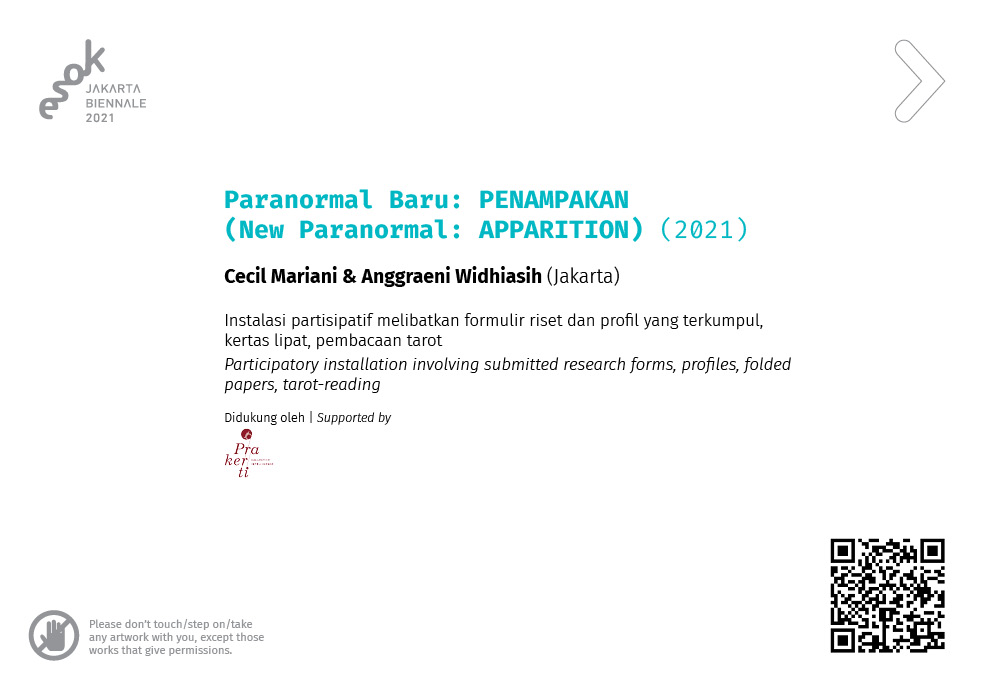 esok
JAKARTA
BIENNALE
2021
Paranormal Baru: PENAMPAKAN
(New Paranormal: APPARITION) (2021)
Cecil Mariani & Anggraeni Widhiasih (Jakarta)
Instalasi partisipatif melibatkan formulir riset dan profil yang terkumpul,
kertas lipat, pembacaan tarot
Participatory installation involving submitted research forms, profiles, folded
papers, tarot-reading
Didukung oleh | Supported by
Pra
ker
ti
Please don't touch/step on/take
any artwork with you, except those
works that give permissions.